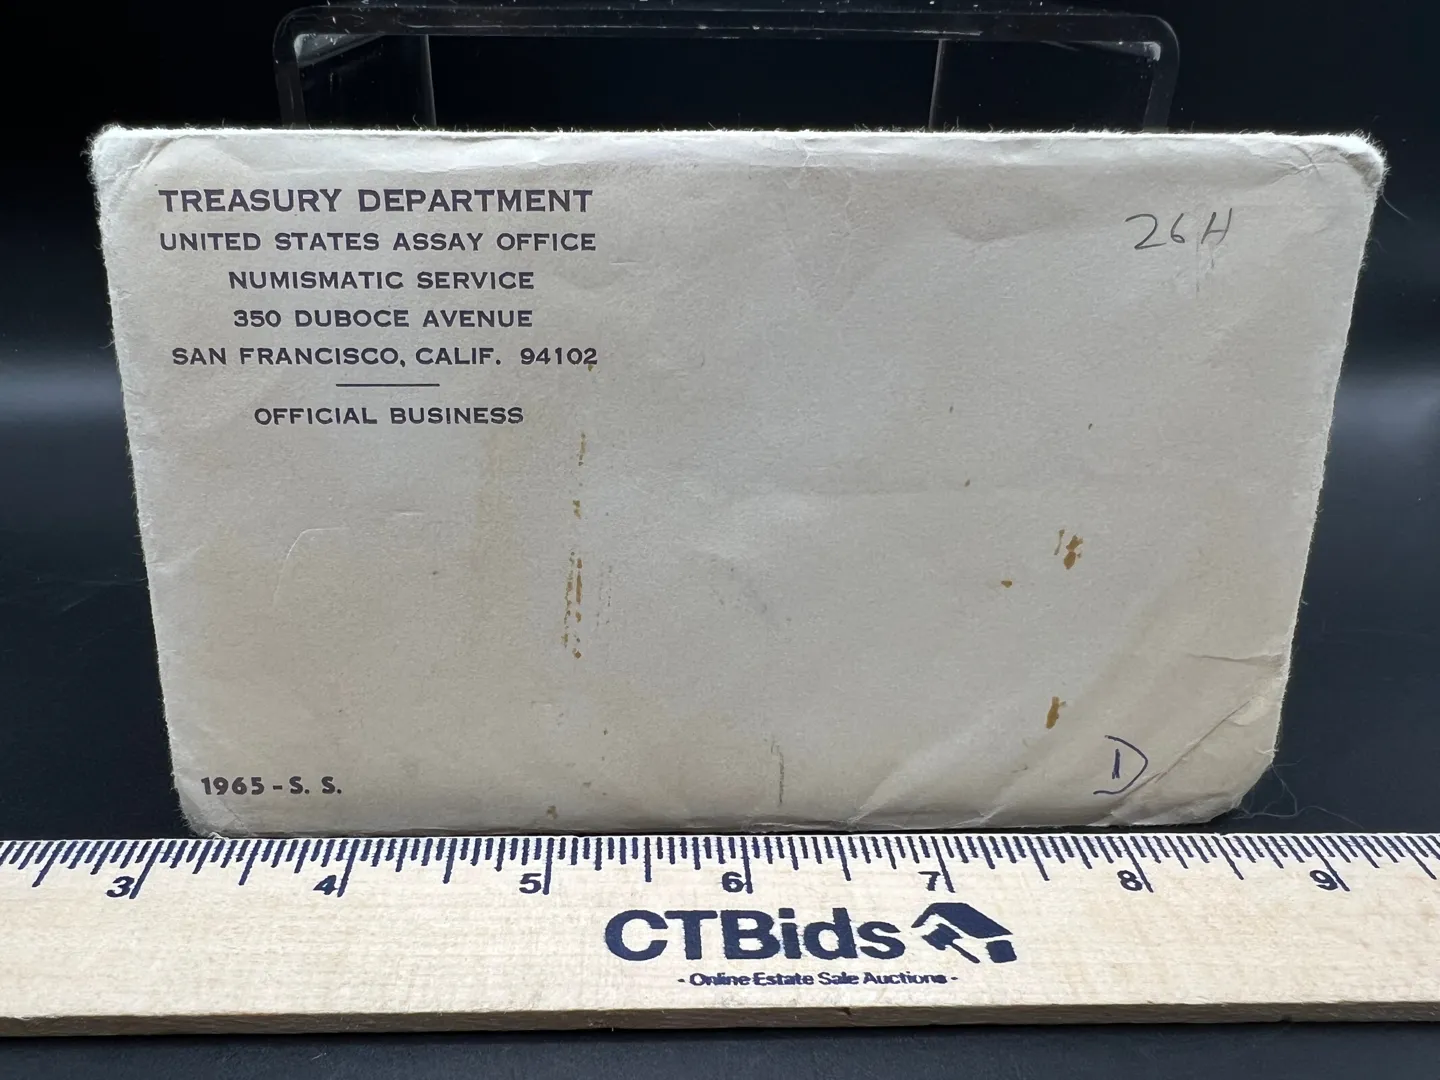 TREASURY DEPARTMENT
UNITED STATES ASSAY OFFICE
NUMISMATIC SERVICE
350 DUBOCE AVENUE
SAN FRANCISCO, CALIF. 94102
OFFICIAL BUSINESS
26H
1965-S. S.
D
3 4 5 6 7 8 9
CTBids
- Online Estate Sale Auctions -